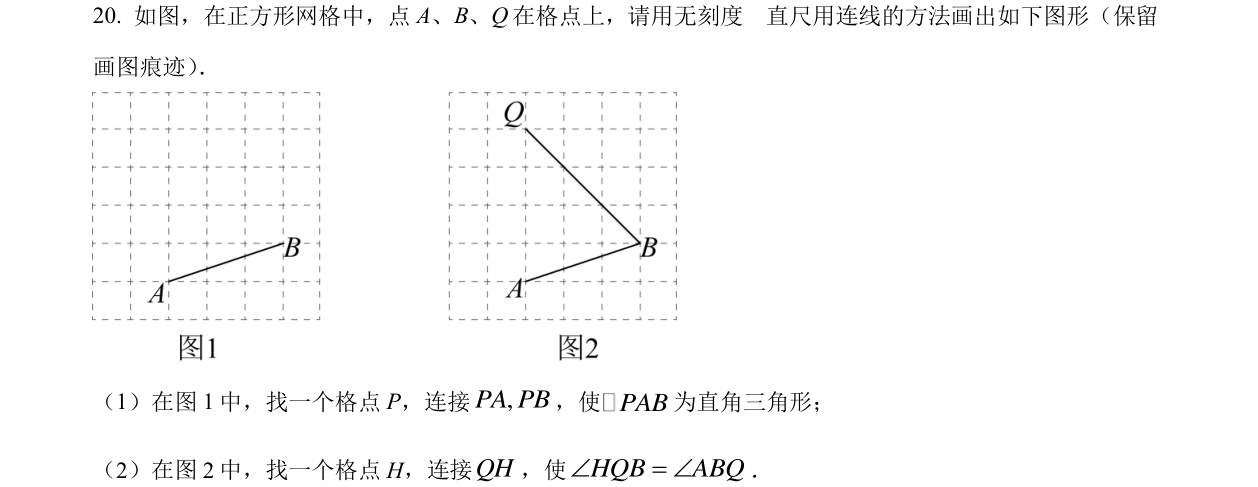 20. 如图，在正方形网格中，点 A、B、Q在格点上，请用无刻度 直尺用连线的方法画出如下图形（保留
画图痕迹）.
Q
B
B
A
A
图1
图2
（1）在图 1 中，找一个格点 P，连接 PA, PB，使□PAB 为直角三角形；
（2）在图 2 中，找一个格点 H，连接 QH，使 ∠HQB = ∠ABQ .